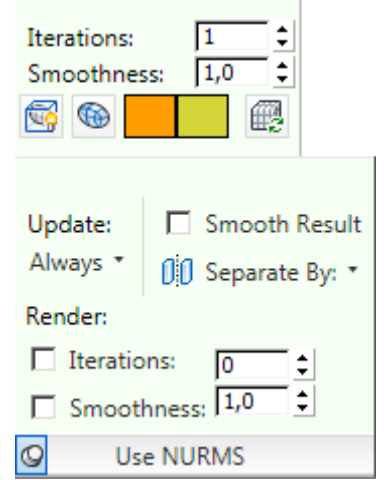 Iterations: 1
Smoothness: 1,0
Update: Smooth Result
Always Separate By:
Render:
Iterations: 0
Smoothness: 1,0
Use NURMS